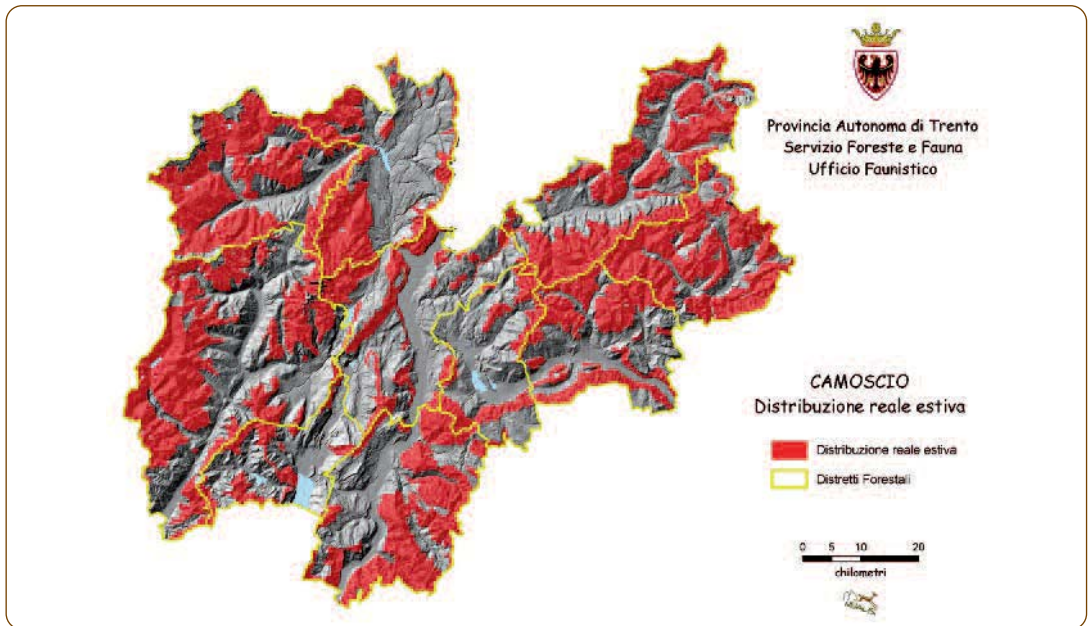 Provincia Autonoma di Trento
Servizio Foreste e Fauna
Ufficio Faunistico
CAMOSCIO
Distribuzione reale estiva
Distribuzione reale estiva
Distretti Forestali
0 5 10 20
chilometri